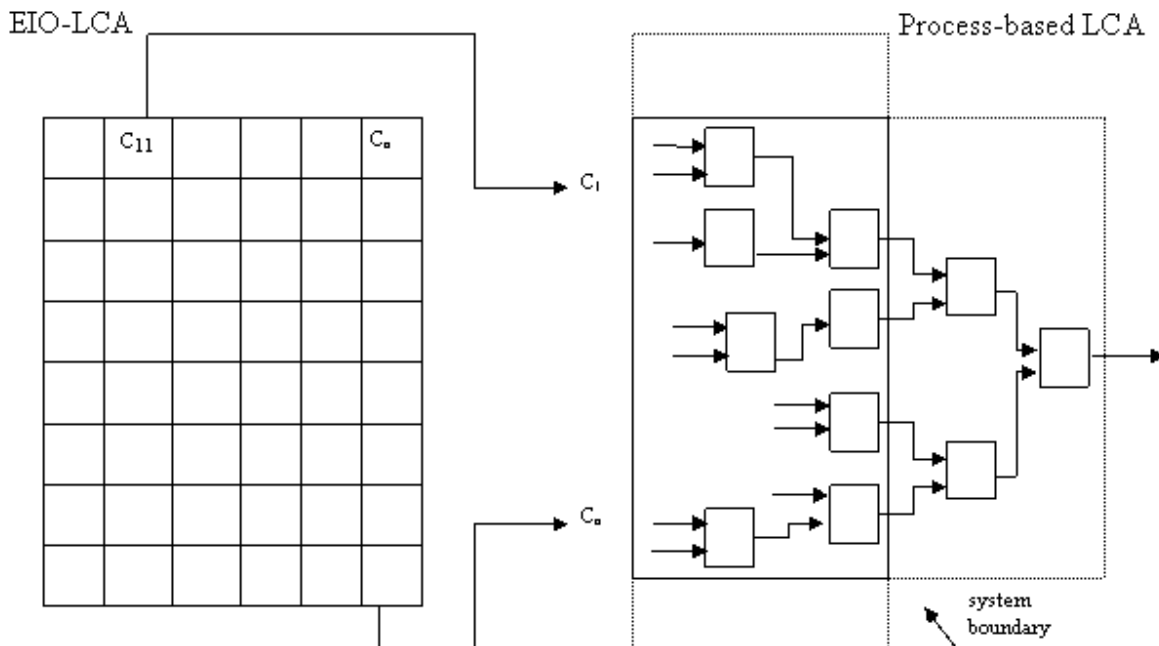 EIO-LCA
Process-based LCA
C11
Cn
C1
Cn
system
boundary